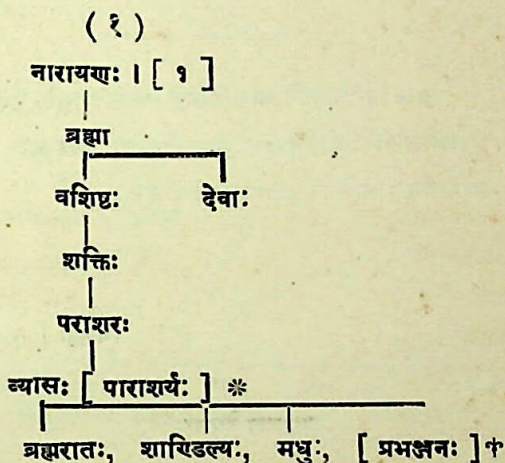 ( १ )
नारायणः । [ १ ]
ब्रह्मा
वशिष्टः देवाः
शक्तिः
पराशरः
व्यासः [ पाराशर्यः ] *
ब्रह्मरातः, शाण्डिल्यः, मधुः, [ प्रभञ्जनः ]†